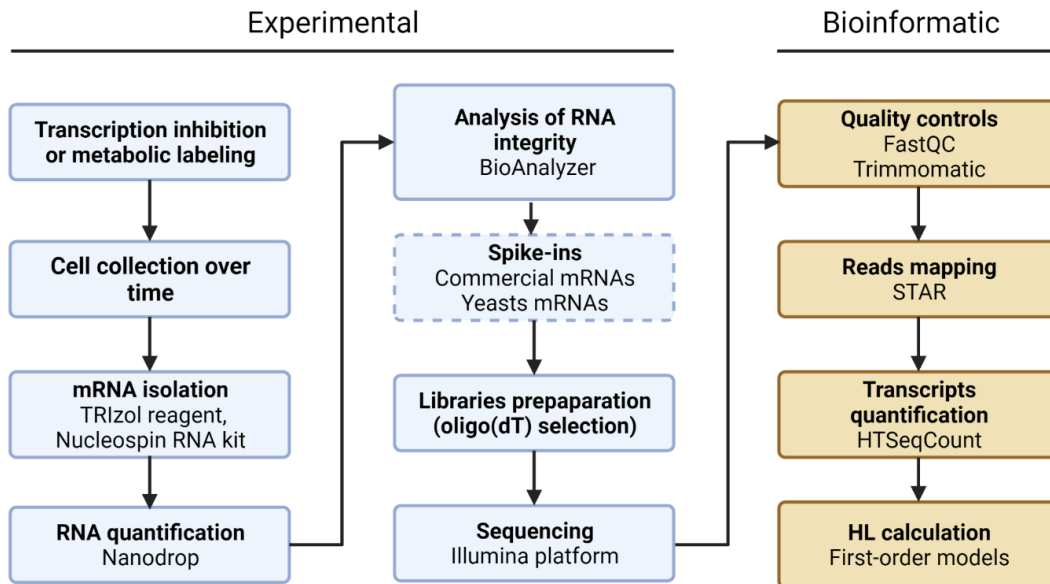 Experimental
Transcription inhibition
or metabolic labeling
Cell collection over
time
mRNA isolation
TRIzol reagent,
Nucleospin RNA kit
RNA quantification
Nanodrop
Analysis of RNA
integrity
BioAnalyzer
Spike-ins
Commercial mRNAs
Yeasts mRNAs
Libraries prepaparation
(oligo(dT) selection)
Sequencing
Illumina platform
Bioinformatic
Quality controls
FastQC
Trimmomatic
Reads mapping
STAR
Transcripts
quantification
HTSeqCount
HL calculation
First-order models